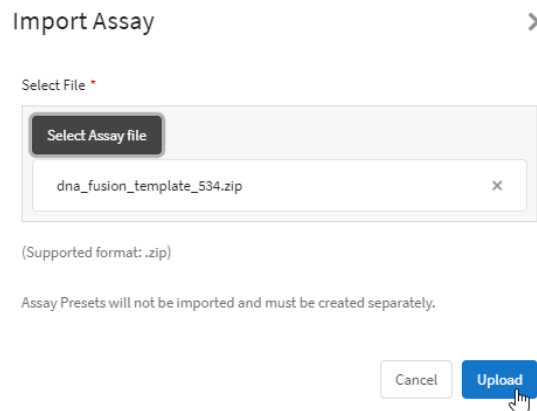 Import Assay
Select File *
Select Assay file
dna_fusion_template_534.zip
(Supported format: .zip)
Assay Presets will not be imported and must be created separately.
Cancel Upload